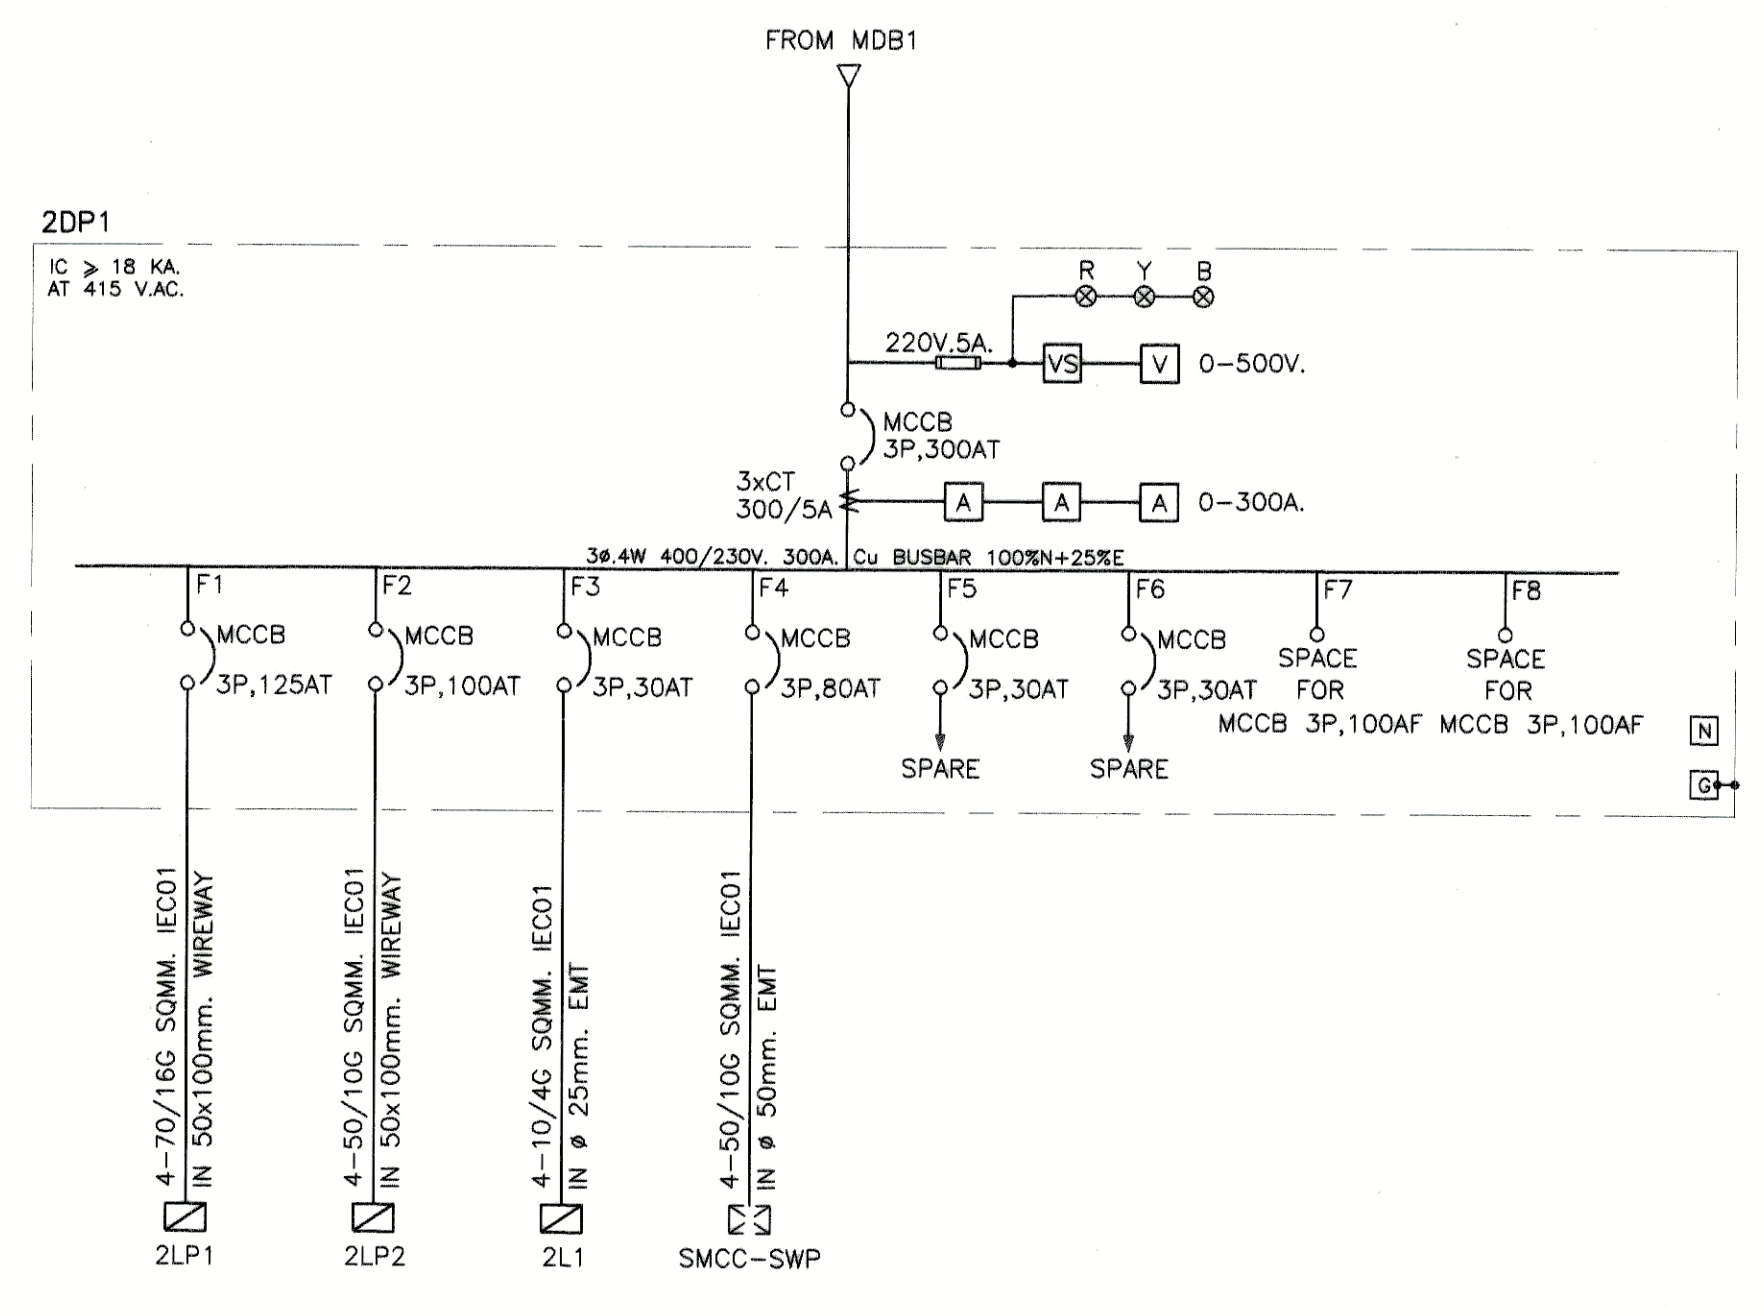 FROM MDB1
2DP1
IC ⩾ 18 KA.
AT 415 V.AC.
R Y B
220V.5A.
VS V 0-500V.
MCCB
3P,300AT
3xCT
300/5A
A A A 0-300A.
3ø.4W 400/230V. 300A. Cu BUSBAR 100%N+25%E
F1 F2 F3 F4 F5 F6 F7 F8
MCCB MCCB MCCB MCCB MCCB MCCB
3P,125AT 3P,100AT 3P,30AT 3P,80AT 3P,30AT 3P,30AT
SPACE
FOR
MCCB 3P,100AF
SPACE
FOR
MCCB 3P,100AF
SPARE SPARE
N
G
4-70/16G SQMM. IEC01
IN 50x100mm. WIREWAY
4-50/10G SQMM. IEC01
IN 50x100mm. WIREWAY
4-10/4G SQMM. IEC01
IN ø 25mm. EMT
4-50/10G SQMM. IEC01
IN ø 50mm. EMT
2LP1 2LP2 2L1 SMCC-SWP